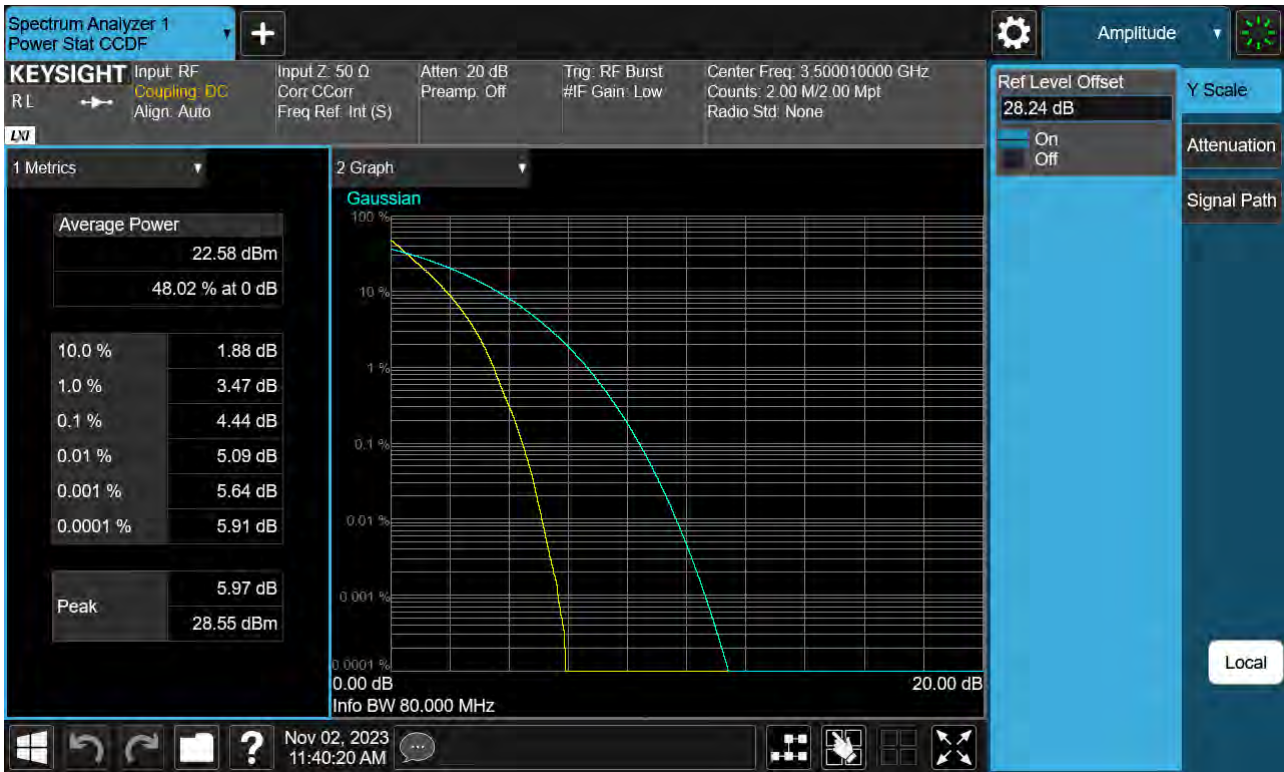 Spectrum Analyzer 1
Power Stat CCDF
+
Amplitude
KEYSIGHT
Input: RF
Input Z: 50 Ω
Atten: 20 dB
Trig: RF Burst
Center Freq: 3.500010000 GHz
RL
Coupling: DC
Corr CCorr
Preamp: Off
#IF Gain: Low
Counts: 2.00 M/2.00 Mpt
Align: Auto
Freq Ref: Int (S)
Radio Std: None
LXI
Ref Level Offset
28.24 dB
On
Off
Y Scale
Attenuation
Signal Path
1 Metrics
Average Power
22.58 dBm
48.02 % at 0 dB
10.0 % 1.88 dB
1.0 % 3.47 dB
0.1 % 4.44 dB
0.01 % 5.09 dB
0.001 % 5.64 dB
0.0001 % 5.91 dB
Peak
5.97 dB
28.55 dBm
2 Graph
Gaussian
100 %
10 %
1 %
0.1 %
0.01 %
0.001 %
0.0001 %
0.00 dB
20.00 dB
Info BW 80.000 MHz
Local
?
Nov 02, 2023
11:40:20 AM